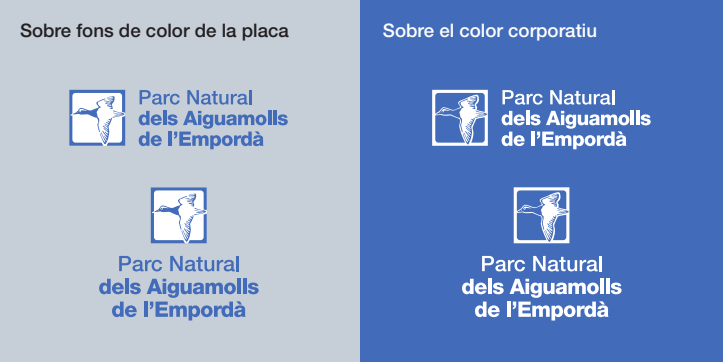 Sobre fons de color de la placa
Parc Natural
dels Aiguamolls
de l'Empordà
Parc Natural
dels Aiguamolls
de l'Empordà
Sobre el color corporatiu
Parc Natural
dels Aiguamolls
de l'Empordà
Parc Natural
dels Aiguamolls
de l'Empordà